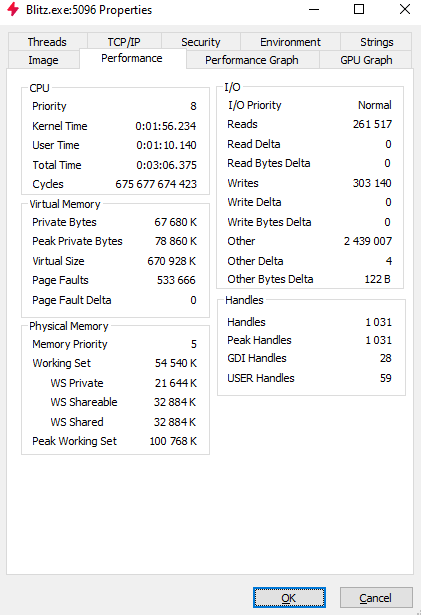 Blitz.exe:5096 Properties
Threads TCP/IP Security Environment Strings
Image Performance Performance Graph GPU Graph
CPU
Priority 8
Kernel Time 0:01:56.234
User Time 0:01:10.140
Total Time 0:03:06.375
Cycles 675 677 674 423
Virtual Memory
Private Bytes 67 680 K
Peak Private Bytes 78 860 K
Virtual Size 670 928 K
Page Faults 533 666
Page Fault Delta 0
Physical Memory
Memory Priority 5
Working Set 54 540 K
WS Private 21 644 K
WS Shareable 32 884 K
WS Shared 32 884 K
Peak Working Set 100 768 K
I/O
I/O Priority Normal
Reads 261 517
Read Delta 0
Read Bytes Delta 0
Writes 303 140
Write Delta 0
Write Bytes Delta 0
Other 2 439 007
Other Delta 4
Other Bytes Delta 122 B
Handles
Handles 1 031
Peak Handles 1 031
GDI Handles 28
USER Handles 59
OK Cancel